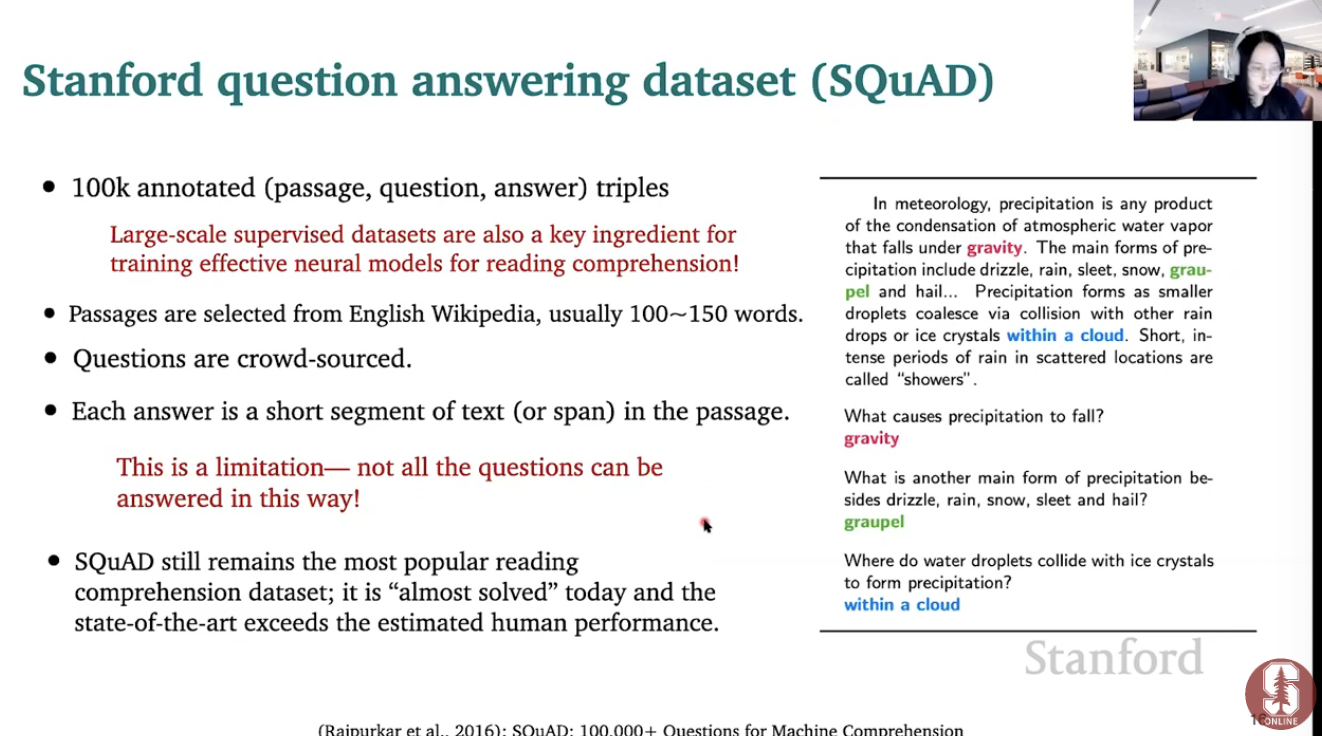 Stanford question answering dataset (SQuAD)
• 100k annotated (passage, question, answer) triples
Large-scale supervised datasets are also a key ingredient for
training effective neural models for reading comprehension!
• Passages are selected from English Wikipedia, usually 100~150 words.
• Questions are crowd-sourced.
• Each answer is a short segment of text (or span) in the passage.
This is a limitation— not all the questions can be
answered in this way!
• SQuAD still remains the most popular reading
comprehension dataset; it is “almost solved” today and the
state-of-the-art exceeds the estimated human performance.
In meteorology, precipitation is any product
of the condensation of atmospheric water vapor
that falls under gravity. The main forms of pre-
cipitation include drizzle, rain, sleet, snow, grau-
pel and hail... Precipitation forms as smaller
droplets coalesce via collision with other rain
drops or ice crystals within a cloud. Short, in-
tense periods of rain in scattered locations are
called “showers”.
What causes precipitation to fall?
gravity
What is another main form of precipitation be-
sides drizzle, rain, snow, sleet and hail?
graupel
Where do water droplets collide with ice crystals
to form precipitation?
within a cloud
Stanford
S
ONLINE
(Rajpurkar et al., 2016): SQuAD: 100,000+ Questions for Machine Comprehension